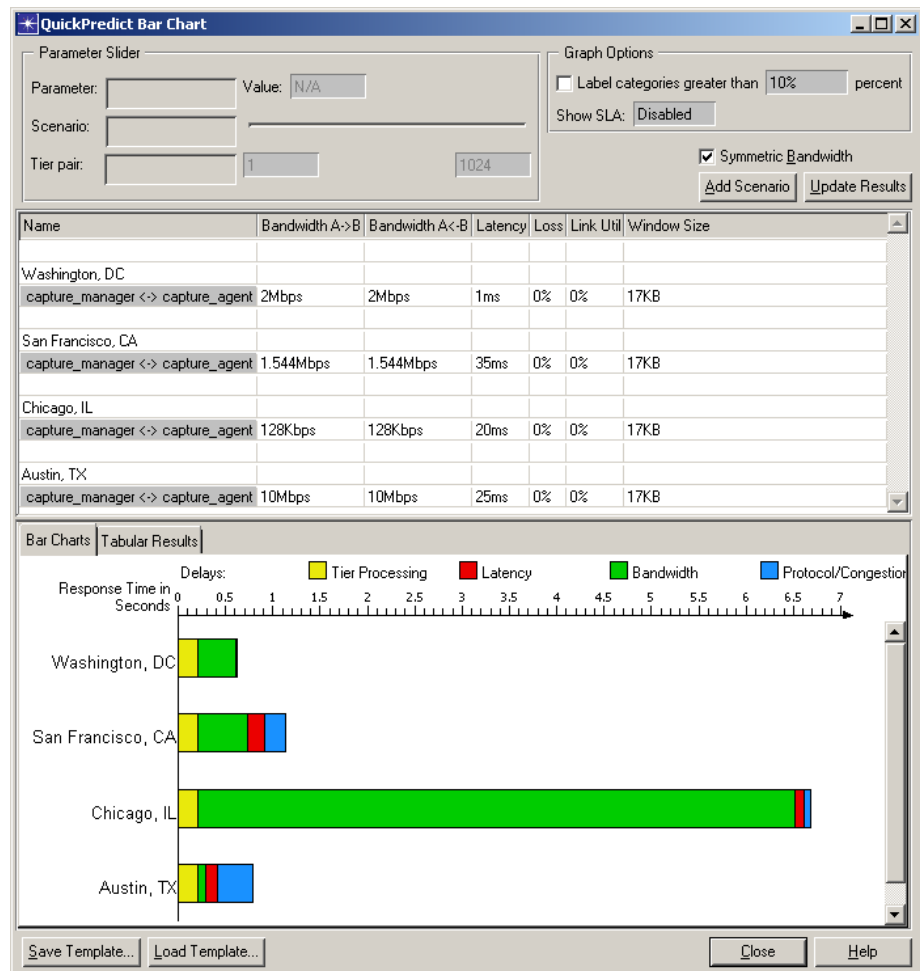 QuickPredict Bar Chart
Parameter Slider
Parameter:
Value: N/A
Scenario:
Tier pair:
1
1024
Graph Options
Label categories greater than 10% percent
Show SLA: Disabled
Symmetric Bandwidth
Add Scenario
Update Results
Name Bandwidth A->B Bandwidth A<-B Latency Loss Link Util Window Size
Washington, DC
capture_manager <-> capture_agent 2Mbps 2Mbps 1ms 0% 0% 17KB
San Francisco, CA
capture_manager <-> capture_agent 1.544Mbps 1.544Mbps 35ms 0% 0% 17KB
Chicago, IL
capture_manager <-> capture_agent 128Kbps 128Kbps 20ms 0% 0% 17KB
Austin, TX
capture_manager <-> capture_agent 10Mbps 10Mbps 25ms 0% 0% 17KB
Bar Charts
Tabular Results
Delays: Tier Processing Latency Bandwidth Protocol/Congestion
Response Time in
Seconds
0 0.5 1 1.5 2 2.5 3 3.5 4 4.5 5 5.5 6 6.5 7
Washington, DC
San Francisco, CA
Chicago, IL
Austin, TX
Save Template...
Load Template...
Close
Help